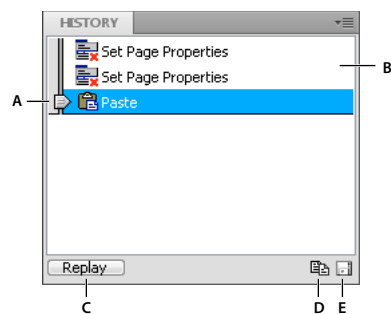 HISTORY
Set Page Properties
B
Set Page Properties
A
Paste
Replay
C
D
E